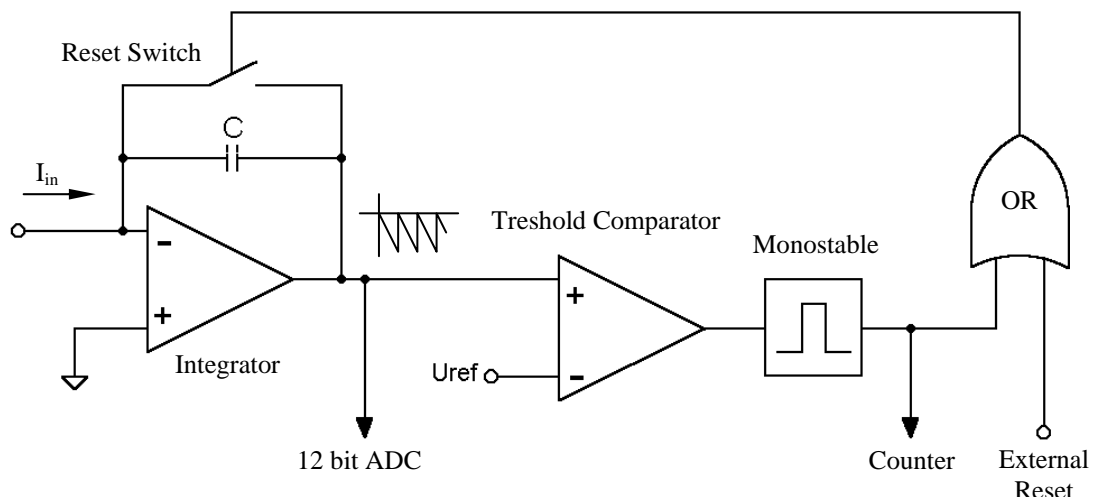 Reset Switch
C
I_in
OR
Treshold Comparator
Monostable
-
+
+
-
Integrator
Uref
12 bit ADC
Counter
External
Reset